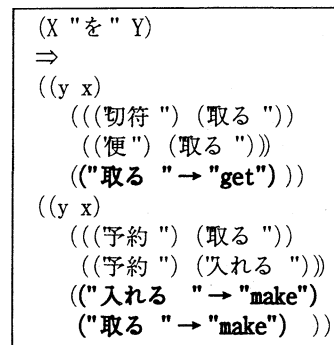 (X "を" Y)
⇒
((y x)
((("切符 ") ("取る "))
(("便") ("取る ")))
(("取る " → "get") ))
((y x)
((("予約 ") ("取る "))
(("予約 ") ("入れる ")))
(("入れる " → "make")
("取る " → "make") ))